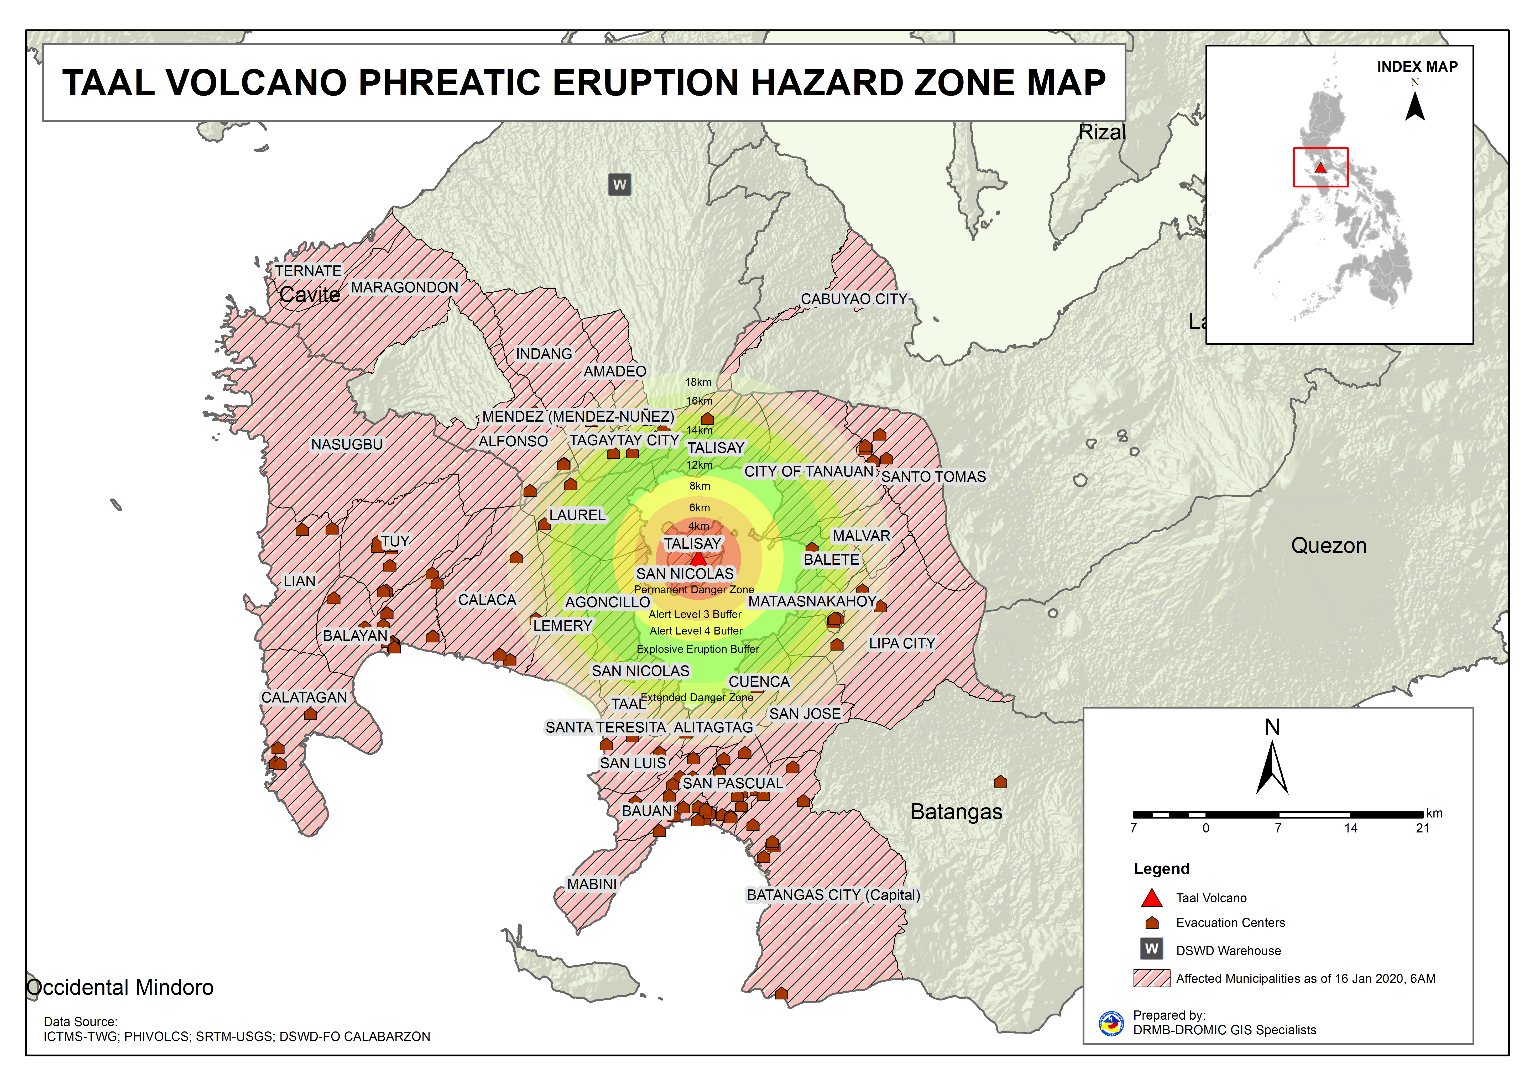 TAAL VOLCANO PHREATIC ERUPTION HAZARD ZONE MAP
INDEX MAP
N
Rizal
W
TERNATE
Cavite
MARAGONDON
CABUYAO CITY
La
INDANG
AMADEO
18km
16km
MENDEZ (MENDEZ-NUÑEZ)
14km
ALFONSO
TAGAYTAY CITY
TALISAY
NASUGBU
12km
CITY OF TANAUAN
SANTO TOMAS
8km
6km
LAUREL
4km
TUY
TALISAY
MALVAR
Quezon
BALETE
LIAN
SAN NICOLAS
Permanent Danger Zone
CALACA
AGONCILLO
MATAASNAKAHOY
Alert Level 3 Buffer
LEMERY
Alert Level 4 Buffer
BALAYAN
LIPA CITY
Explosive Eruption Buffer
SAN NICOLAS
CUENCA
CALATAGAN
Extended Danger Zone
TAAL
SAN JOSE
SANTA TERESITA
ALITAGTAG
SAN LUIS
SAN PASCUAL
BAUAN
Batangas
MABINI
BATANGAS CITY (Capital)
Occidental Mindoro
N
km
7 0 7 14 21
Legend
Taal Volcano
Evacuation Centers
W DSWD Warehouse
Affected Municipalities as of 16 Jan 2020, 6AM
Prepared by:
DRMB-DROMIC GIS Specialists
Data Source:
ICTMS-TWG; PHIVOLCS; SRTM-USGS; DSWD-FO CALABARZON